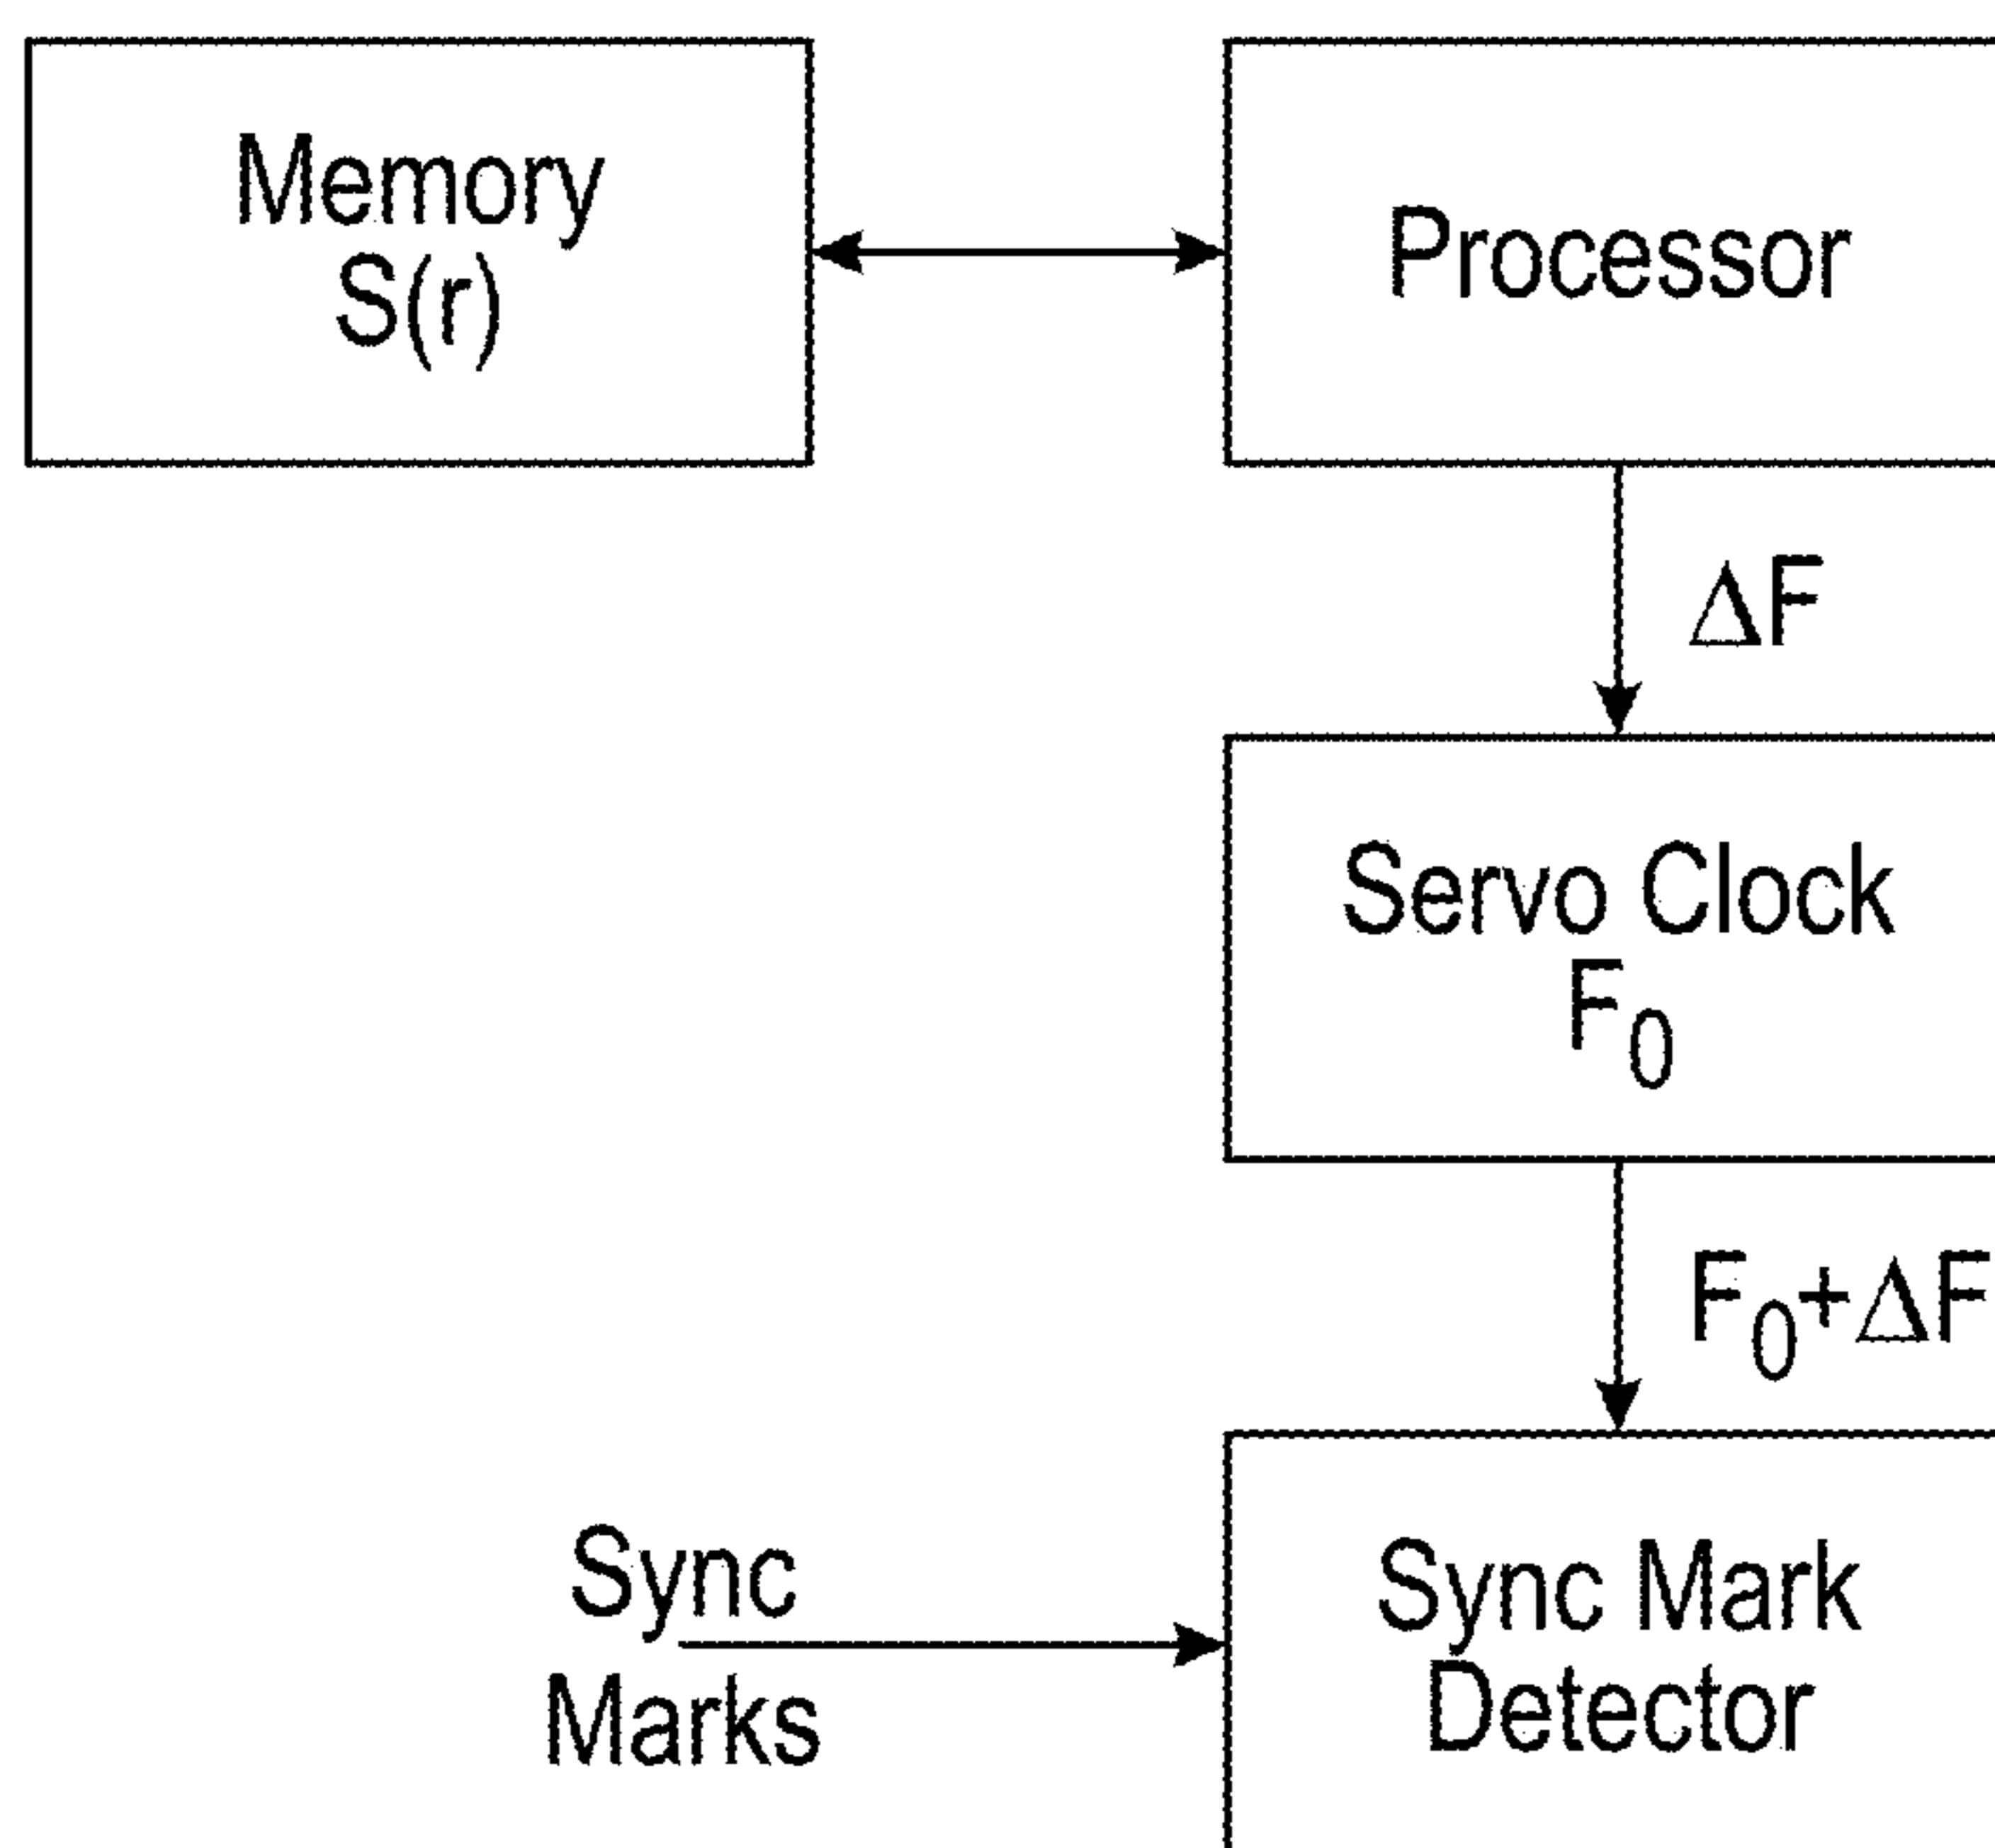 Memory
S(r)
Processor
ΔF
Servo Clock
F₀
F₀+ΔF
Sync
Marks
Sync Mark
Detector